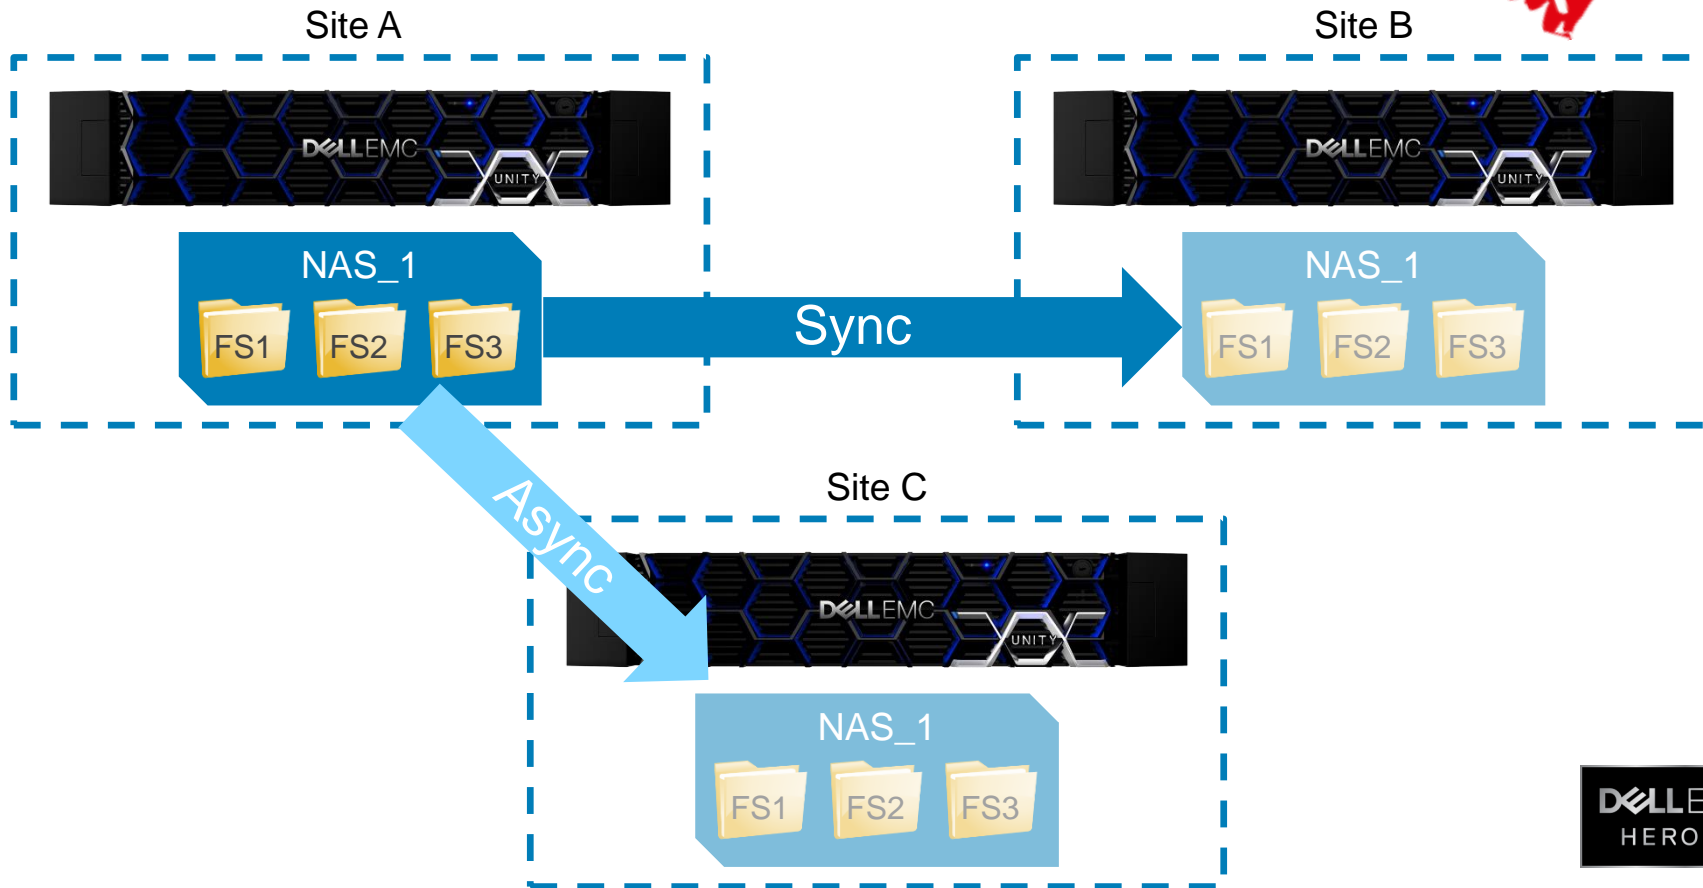 Site A
Site B
DELLEMC
UNITY
DELLEMC
UNITY
NAS_1
FS1 FS2 FS3
Sync
NAS_1
FS1 FS2 FS3
Async
Site C
DELLEMC
UNITY
NAS_1
FS1 FS2 FS3
DELLE
HERO